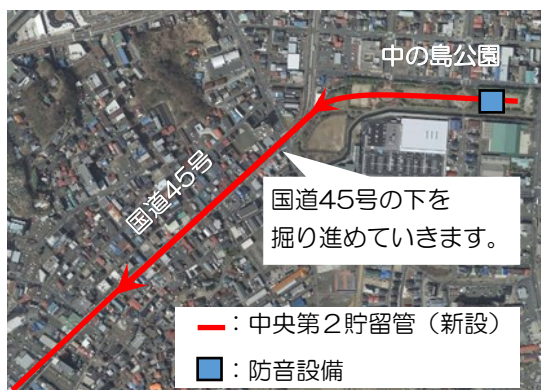 中の島公園
国道45号
国道45号の下を
掘り進めていきます。
：中央第２貯留管（新設）
：防音設備